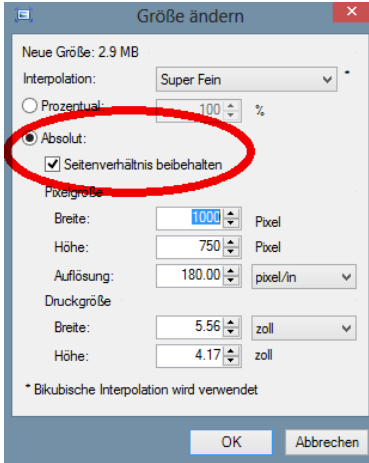 Größe ändern
Neue Größe: 2.9 MB
Interpolation: Super Fein *
Prozentual: 100 %
Absolut:
Seitenverhältnis beibehalten
Pixelgröße
Breite: 1000 Pixel
Höhe: 750 Pixel
Auflösung: 180.00 pixel/in
Druckgröße
Breite: 5.56 zoll
Höhe: 4.17 zoll
* Bikubische Interpolation wird verwendet
OK Abbrechen